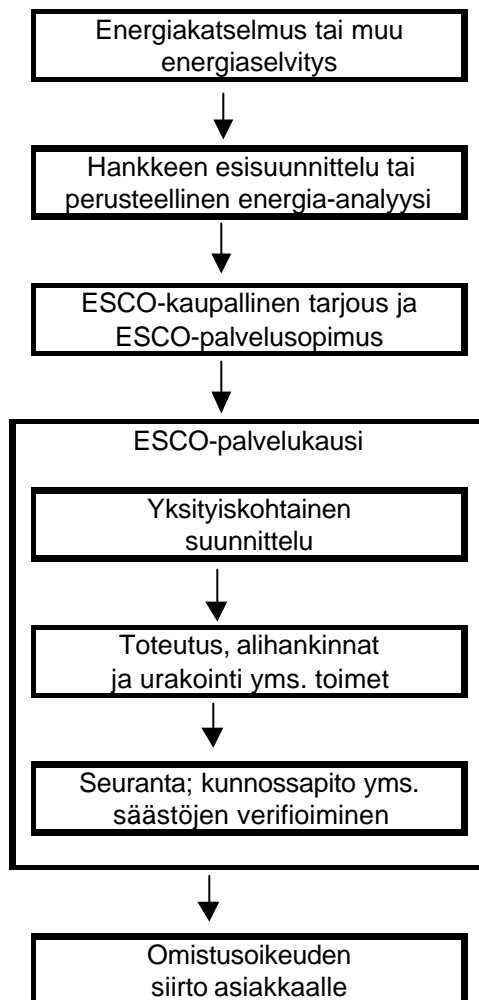 Energiakatselmus tai muu
energiaselvitys
Hankkeen esisuunnittelu tai
perusteellinen energia-analyysi
ESCO-kaupallinen tarjous ja
ESCO-palvelusopimus
ESCO-palvelukausi
Yksityiskohtainen
suunnittelu
Toteutus, alihankinnat
ja urakointi yms. toimet
Seuranta; kunnossapito yms.
säästöjen verifioiminen
Omistusoikeuden
siirto asiakkaalle